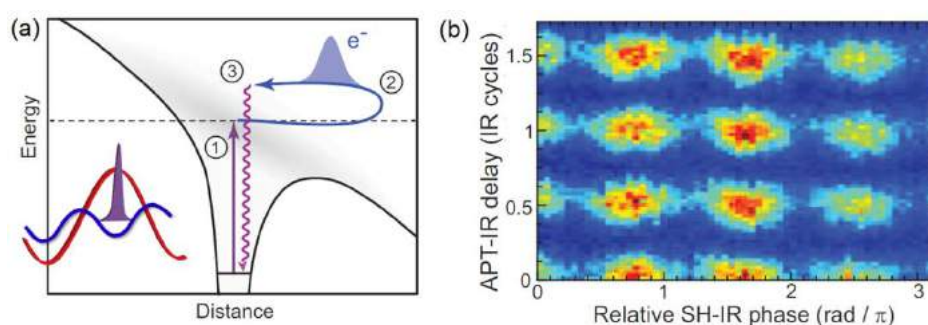 (a)
Energy
Distance
①
②
③
e⁻
(b)
APT-IR delay (IR cycles)
1.5
1
0.5
0
0 1 2 3
Relative SH-IR phase (rad / π)